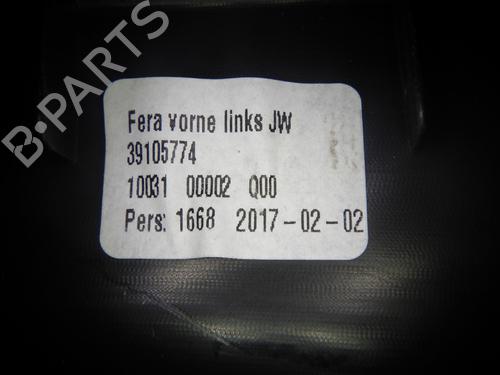 Fera vorne links JW
39105774
10031 00002 Q00
Pers: 1668 2017-02-02
B-PARTS